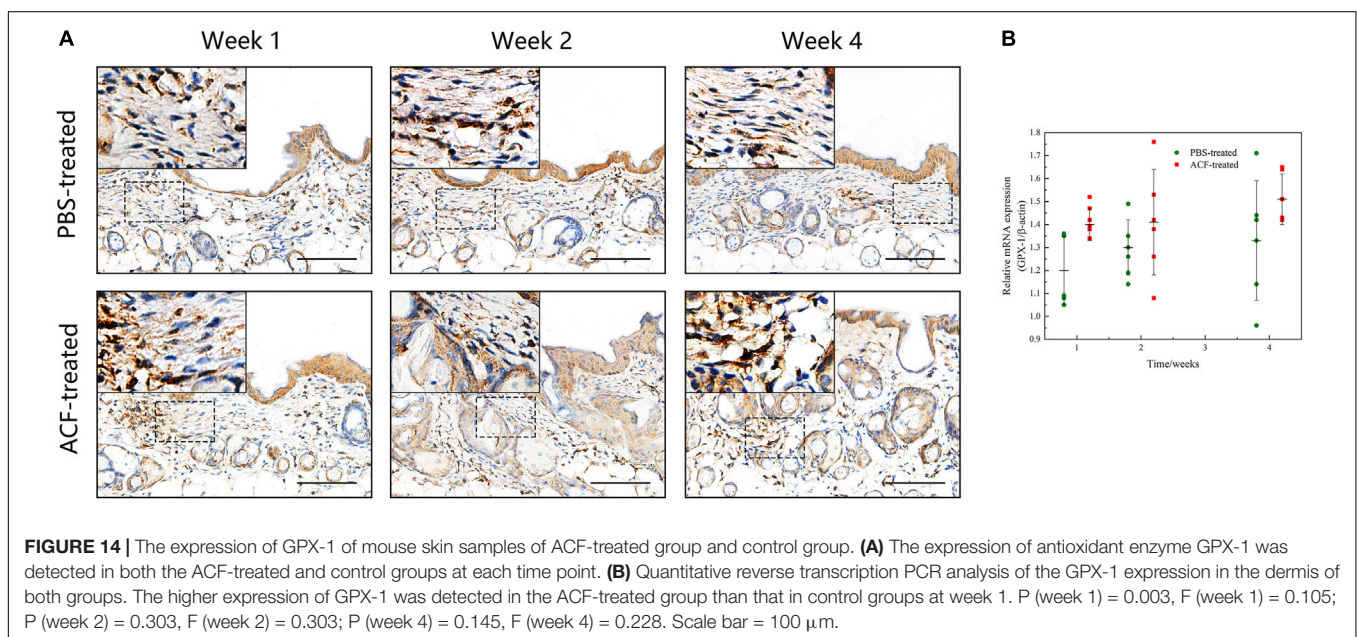 A
Week 1
Week 2
Week 4
PBS-treated
ACF-treated
B
1.8
1.7
1.6
1.5
1.4
1.3
1.2
1.1
1.0
0.9
Relative mRNA expression
(GPX-1/β-actin)
PBS-treated
ACF-treated
1
2
3
4
Time/weeks
FIGURE 14 | The expression of GPX-1 of mouse skin samples of ACF-treated group and control group. (A) The expression of antioxidant enzyme GPX-1 was
detected in both the ACF-treated and control groups at each time point. (B) Quantitative reverse transcription PCR analysis of the GPX-1 expression in the dermis of
both groups. The higher expression of GPX-1 was detected in the ACF-treated group than that in control groups at week 1. P (week 1) = 0.003, F (week 1) = 0.105;
P (week 2) = 0.303, F (week 2) = 0.303; P (week 4) = 0.145, F (week 4) = 0.228. Scale bar = 100 μm.